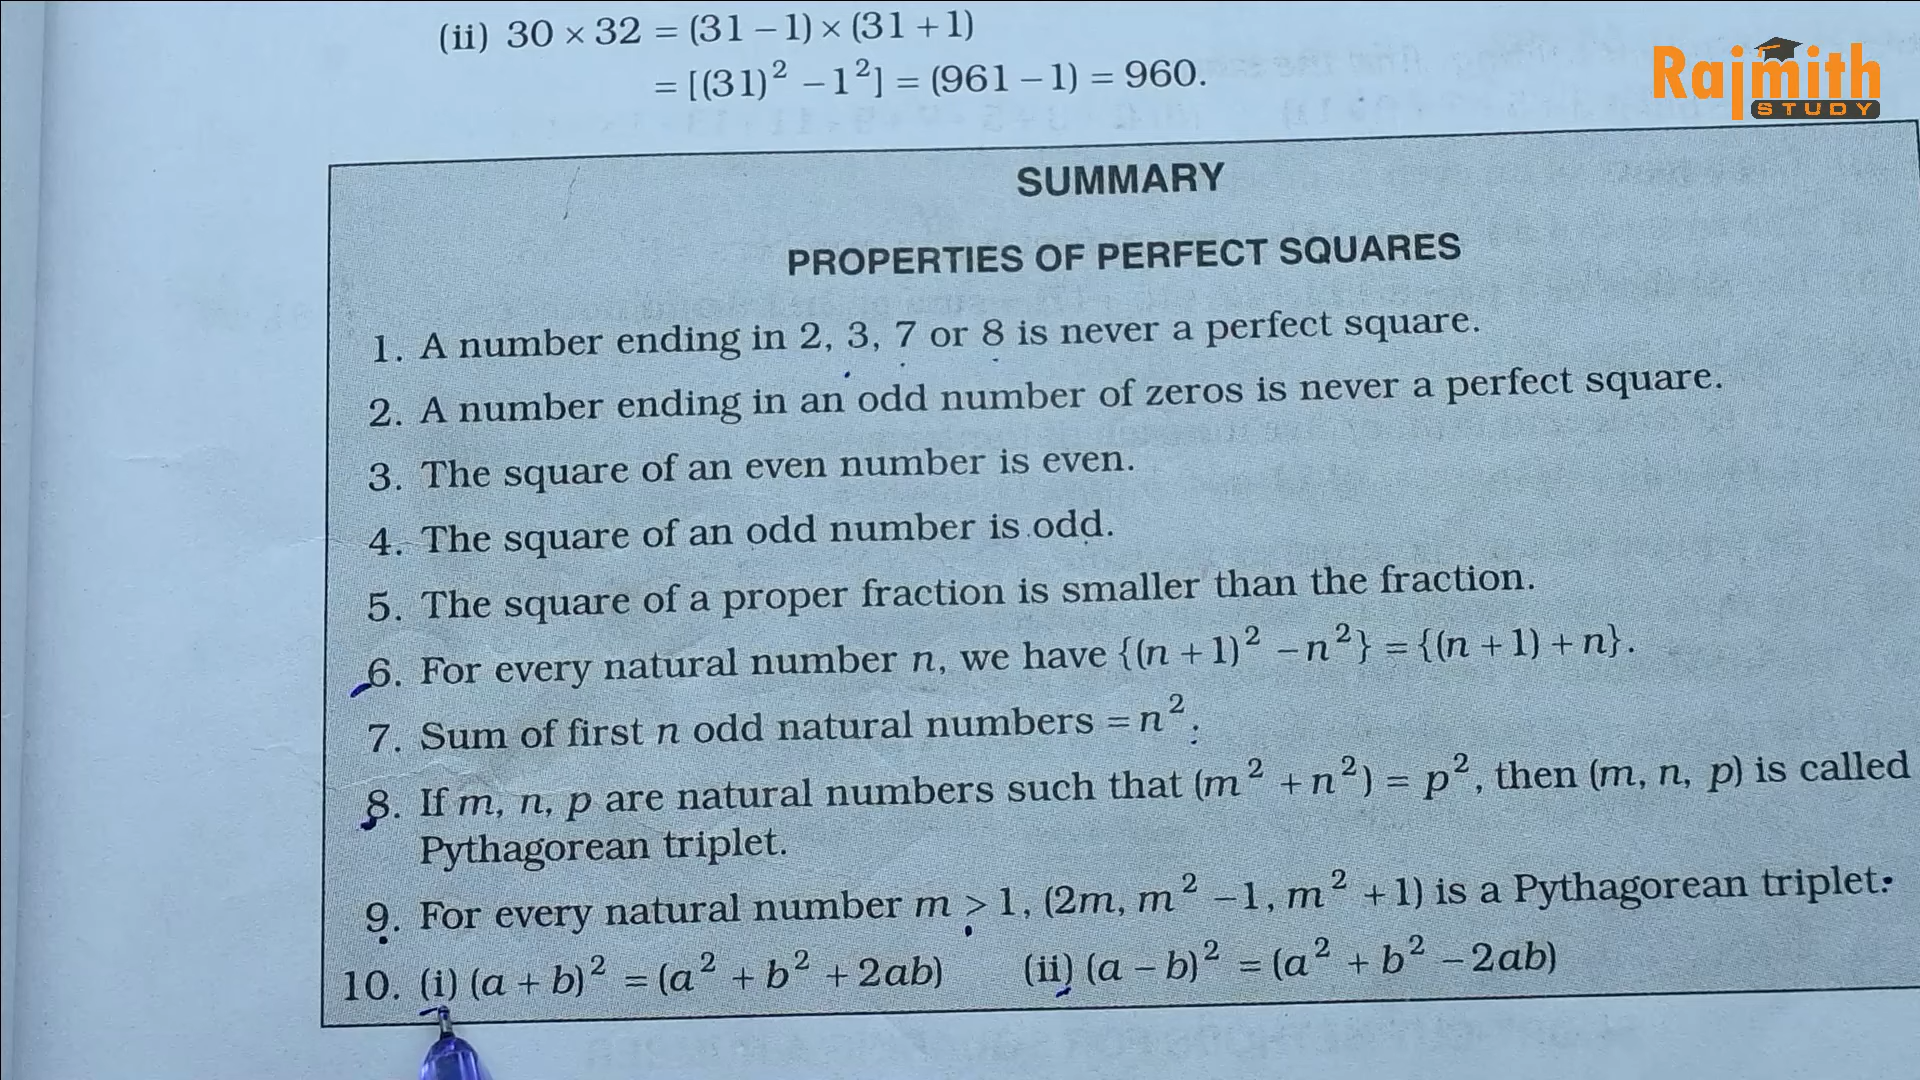 (ii) 30 × 32 = (31 – 1) × (31 + 1)
= [(31)² – 1²] = (961 – 1) = 960.
Rajmith
STUDY
SUMMARY
PROPERTIES OF PERFECT SQUARES
1. A number ending in 2, 3, 7 or 8 is never a perfect square.
2. A number ending in an odd number of zeros is never a perfect square.
3. The square of an even number is even.
4. The square of an odd number is odd.
5. The square of a proper fraction is smaller than the fraction.
6. For every natural number n, we have {(n + 1)² – n²} = {(n + 1) + n}.
7. Sum of first n odd natural numbers = n².
8. If m, n, p are natural numbers such that (m² + n²) = p², then (m, n, p) is called
Pythagorean triplet.
9. For every natural number m > 1, (2m, m² – 1, m² + 1) is a Pythagorean triplet.
10. (i) (a + b)² = (a² + b² + 2ab) (ii) (a – b)² = (a² + b² – 2ab)